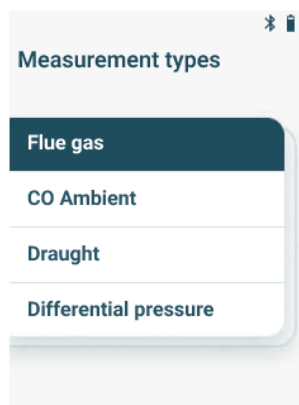 Measurement types
Flue gas
CO Ambient
Draught
Differential pressure